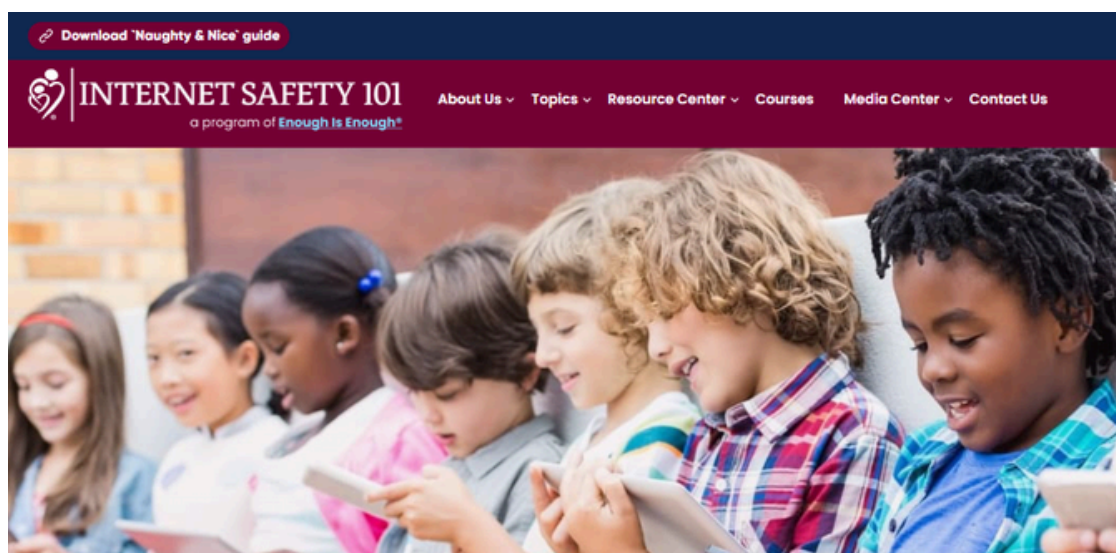 Download `Naughty & Nice` guide
INTERNET SAFETY 101
a program of Enough Is Enough®
About Us Topics Resource Center Courses Media Center Contact Us